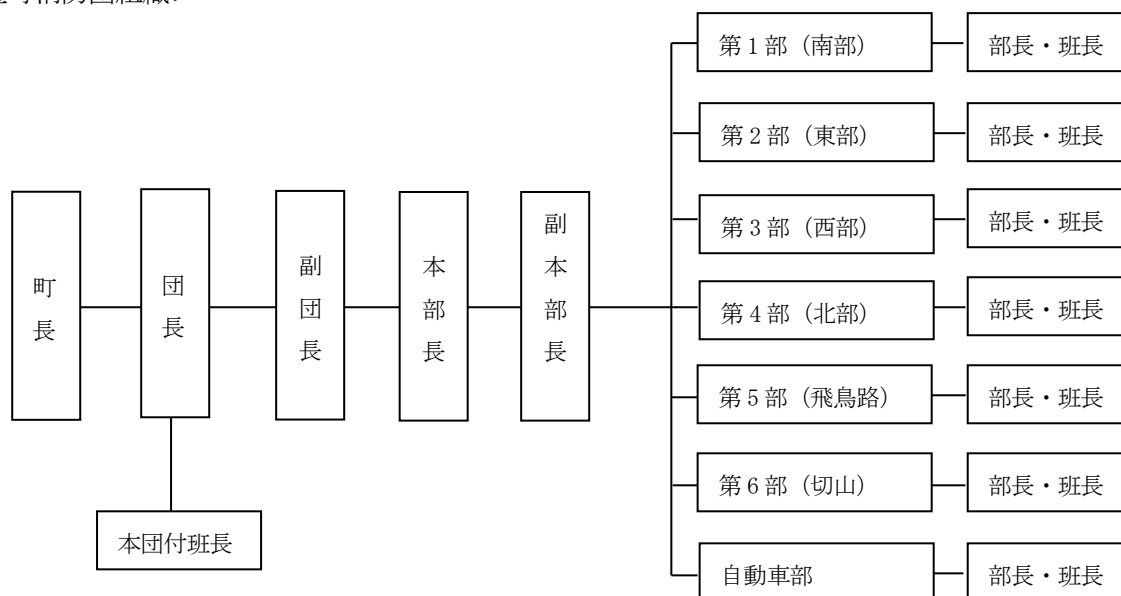 町長
団長
副団長
本部長
副本部長
本団付班長
第1部（南部）
部長・班長
第2部（東部）
部長・班長
第3部（西部）
部長・班長
第4部（北部）
部長・班長
第5部（飛鳥路）
部長・班長
第6部（切山）
部長・班長
自動車部
部長・班長